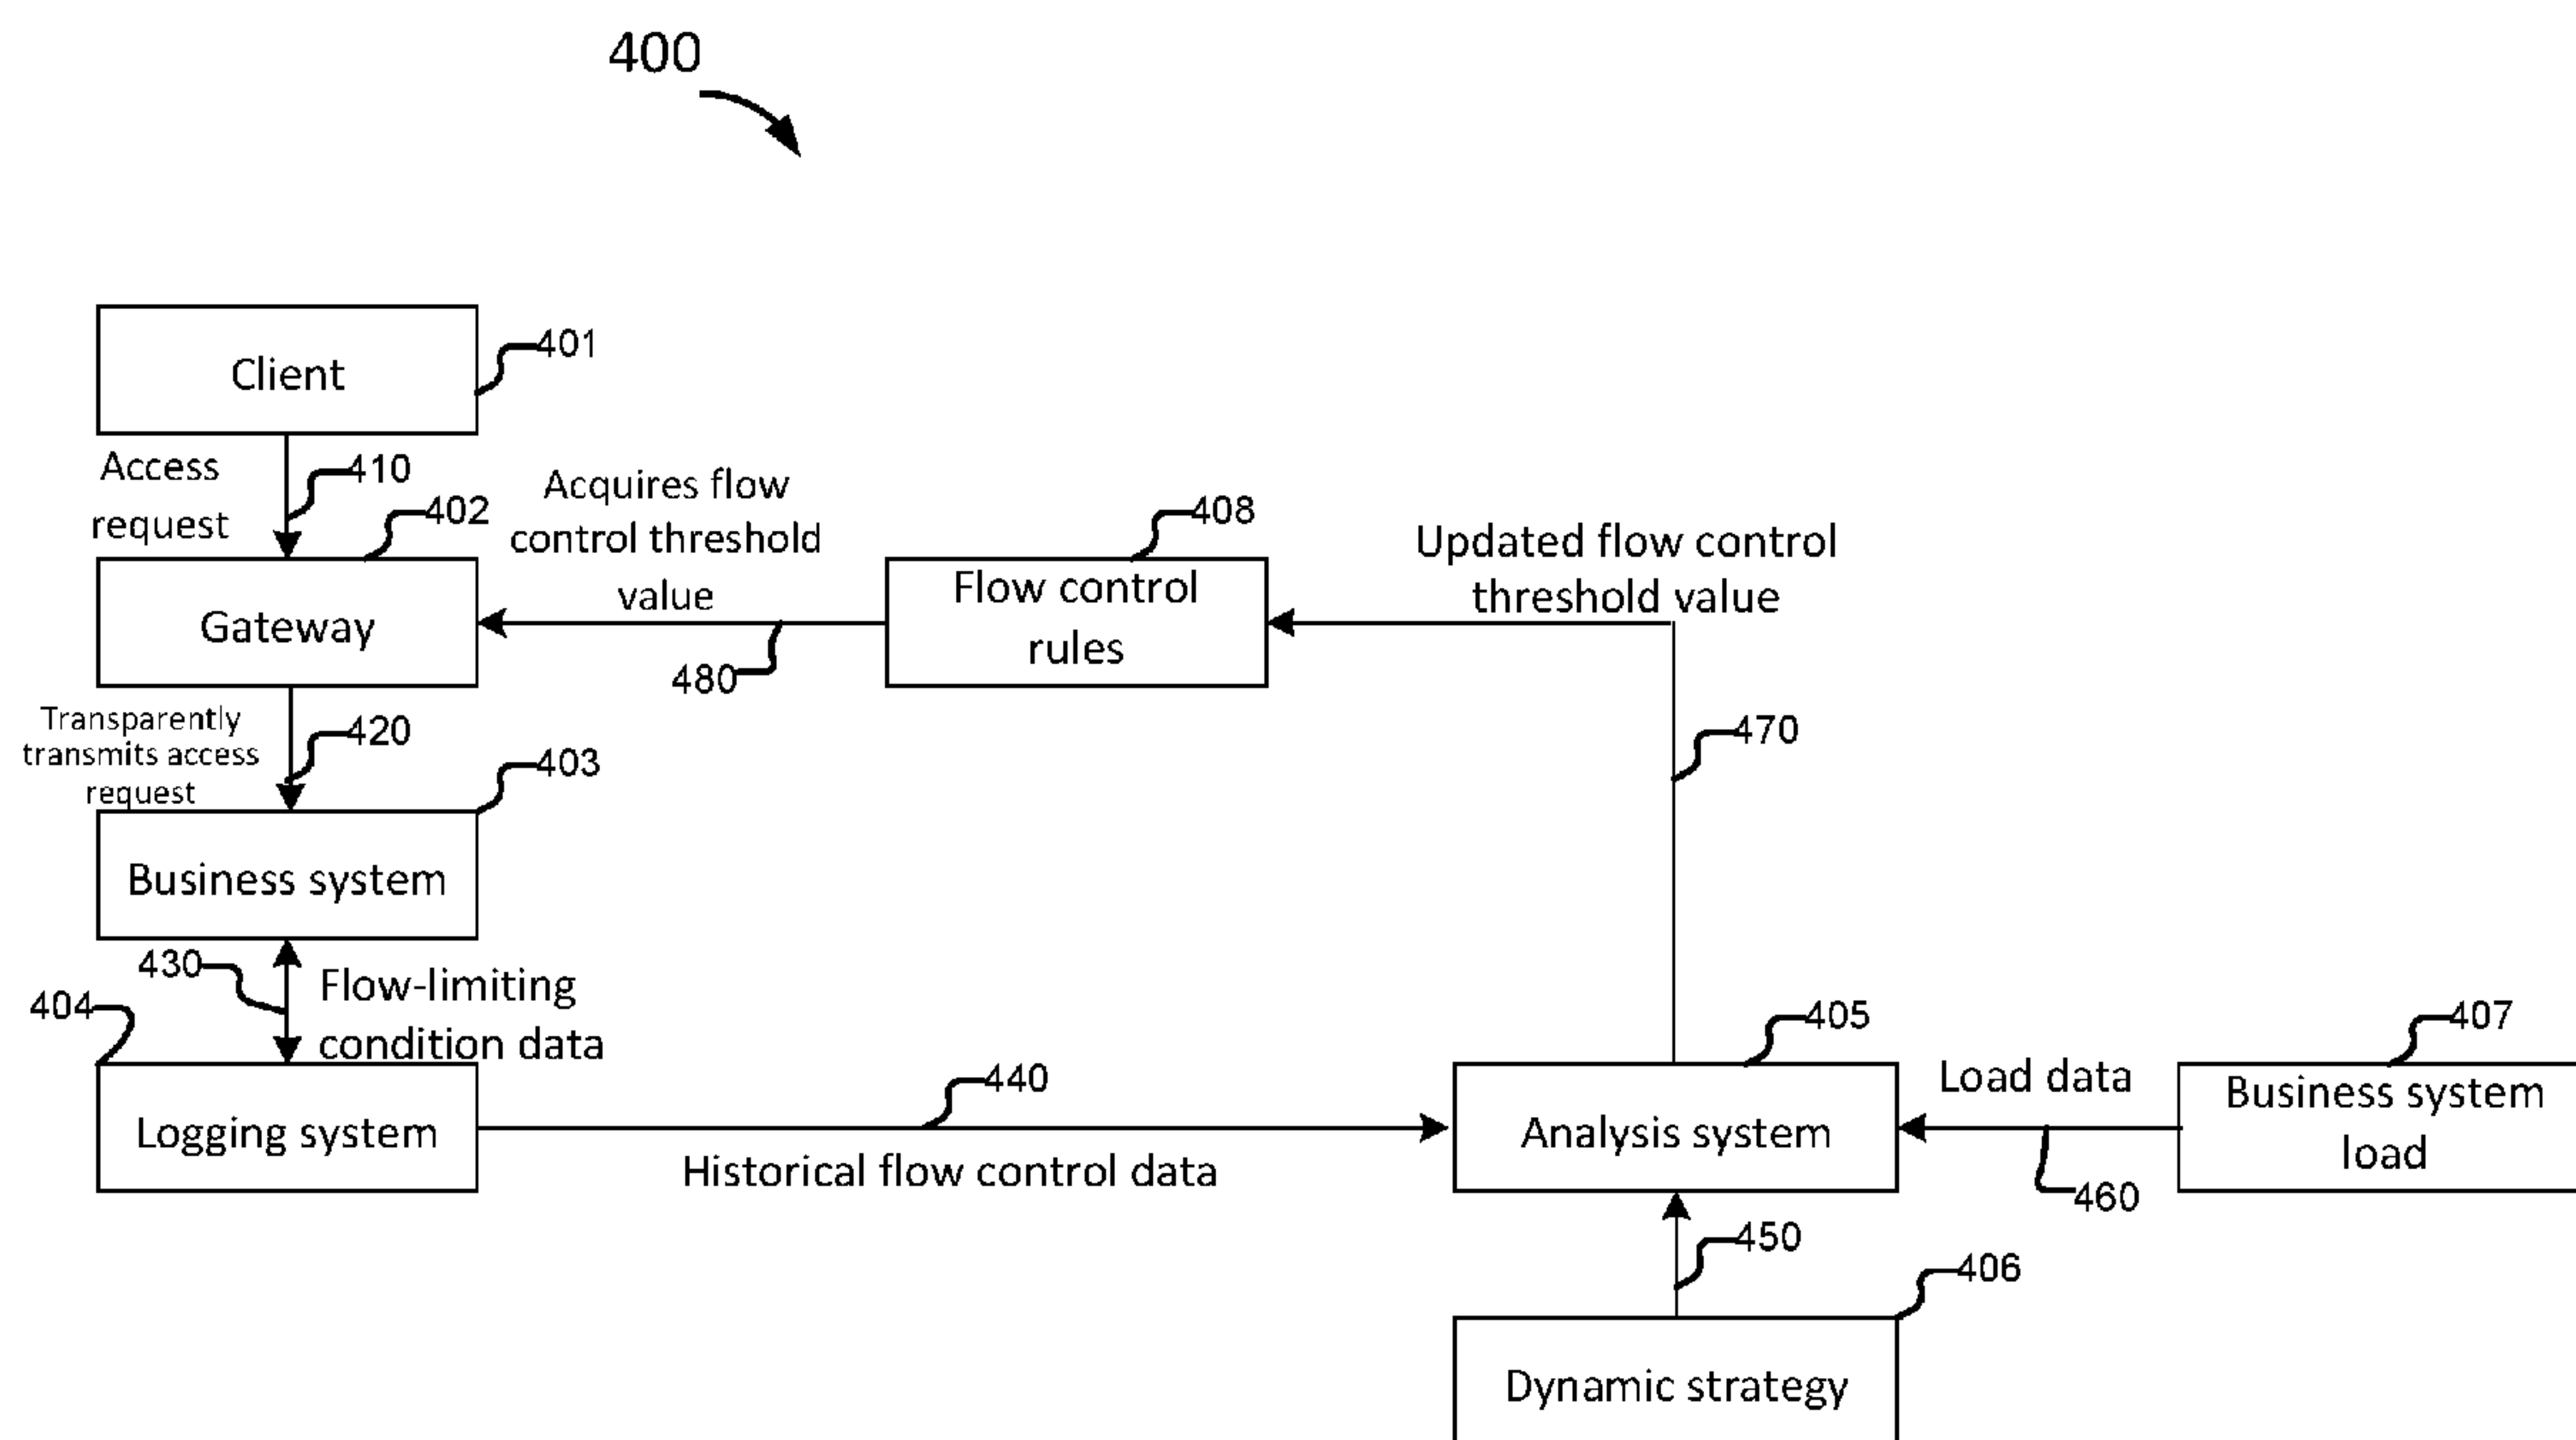 400
Client
401
Access
request
410
402
Acquires flow
control threshold
value
408
Updated flow control
threshold value
Gateway
Flow control
rules
480
Transparently
transmits access
request
420
403
470
Business system
430
Flow-limiting
condition data
404
440
405
407
Logging system
Historical flow control data
Analysis system
Load data
460
Business system
load
450
406
Dynamic strategy